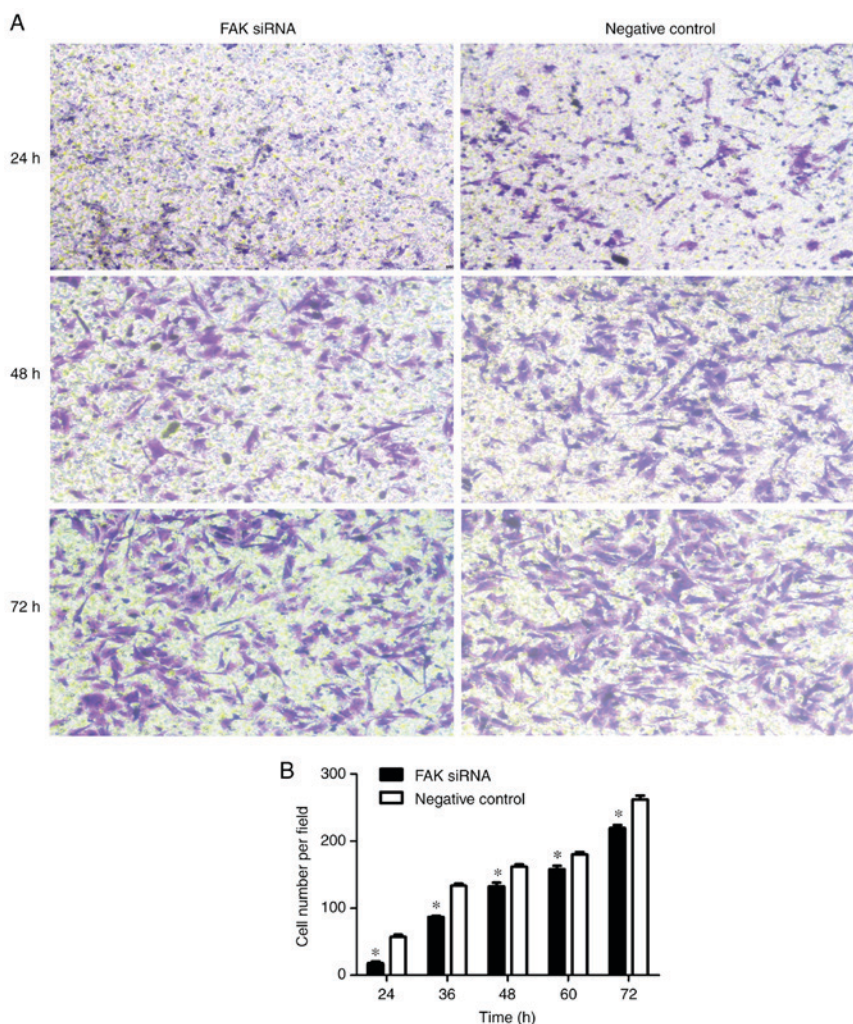 A
FAK siRNA
Negative control
24 h
48 h
72 h
B
FAK siRNA
Negative control
Cell number per field
300
200
100
0
*
*
*
*
*
24
36
48
60
72
Time (h)